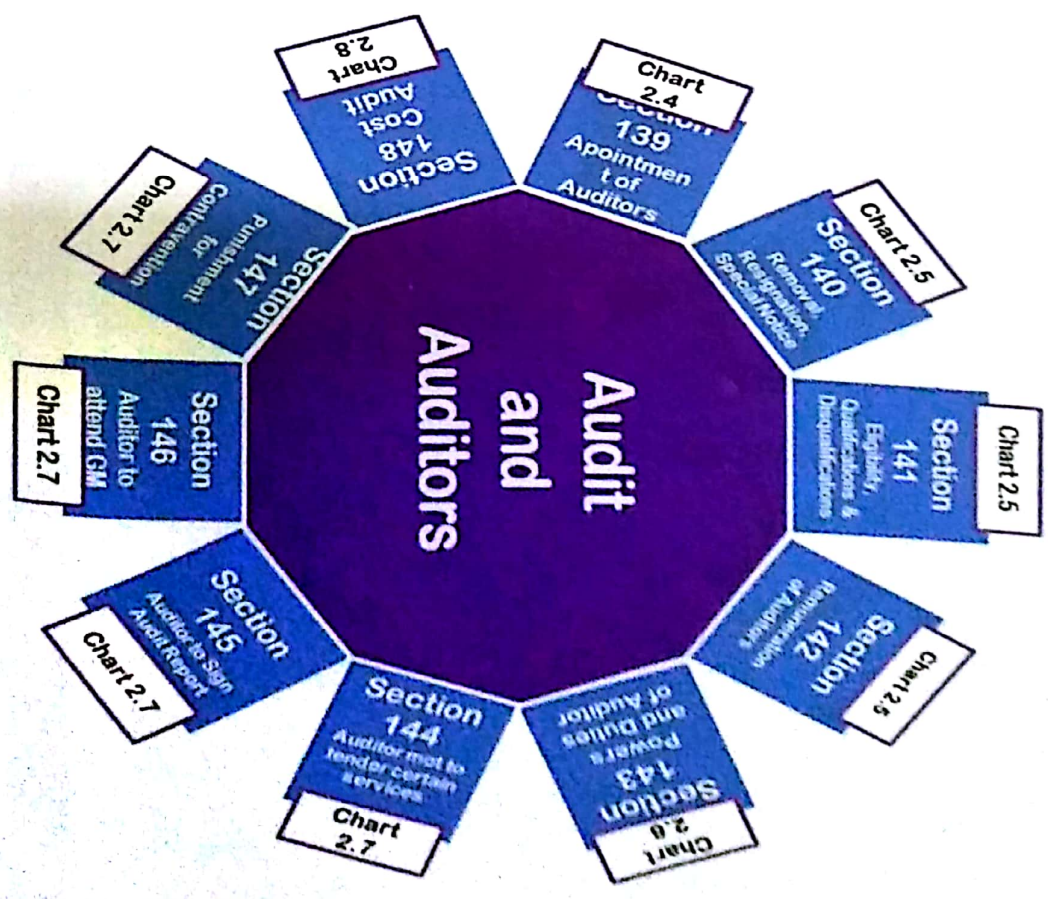 Audit
and
Auditors
Chart
2.4
Section
139
Apointmen
t of
Auditors
Chart 2.5
Section
140
Removal,
Resignation,
Special Notice
Chart 2.5
Section
141
Eligibility,
Qualifications &
Disqualifications
Chart 2.5
Section
142
Remuneration
of Auditors
Chart
2.6
Section
143
Powers
and Duties
of Auditor
Section
144
Auditor not to
render certain
services
Chart
2.7
Section
145
Auditor to Sign
Audit Report
Chart 2.7
Section
146
Auditor to
attend GM
Chart 2.7
Section
147
Punishment
for
Contravention
Chart 2.7
Section
148
Cost
Audit
Chart
2.8